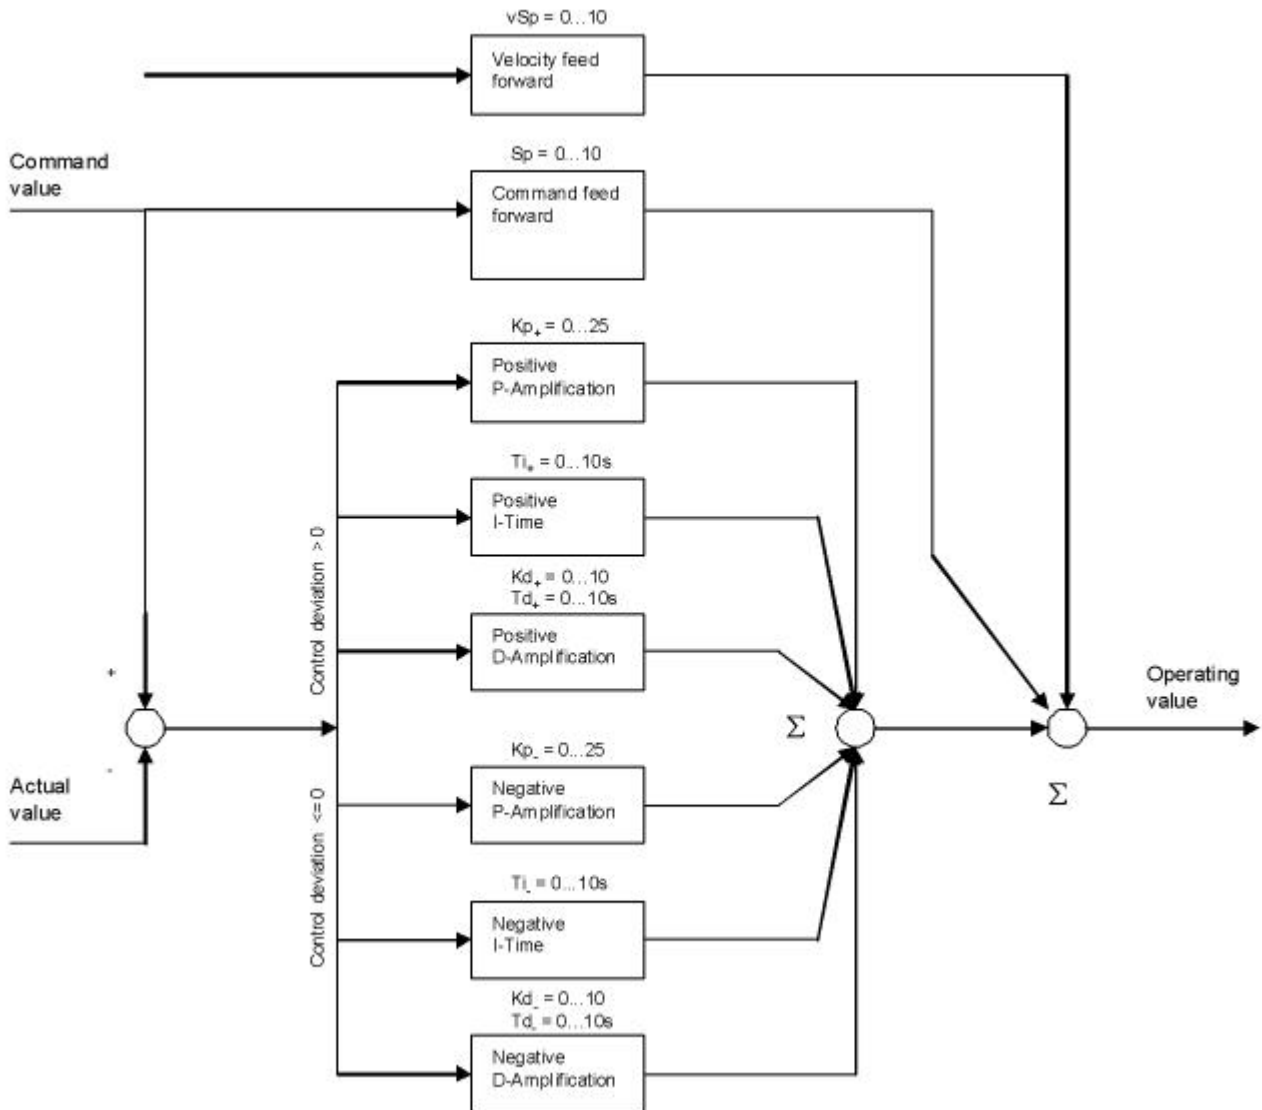 vSp = 0...10
Velocity feed
forward
Command
value
Sp = 0...10
Command feed
forward
Kp+ = 0...25
Positive
P-Amplification
Ti+ = 0...10s
Positive
I-Time
Control deviation > 0
Kd+ = 0...10
Td+ = 0...10s
Positive
D-Amplification
+
Operating
value
Σ
Σ
-
Actual
value
Kp- = 0...25
Negative
P-Amplification
Control deviation <= 0
Ti- = 0...10s
Negative
I-Time
Kd- = 0...10
Td- = 0...10s
Negative
D-Amplification